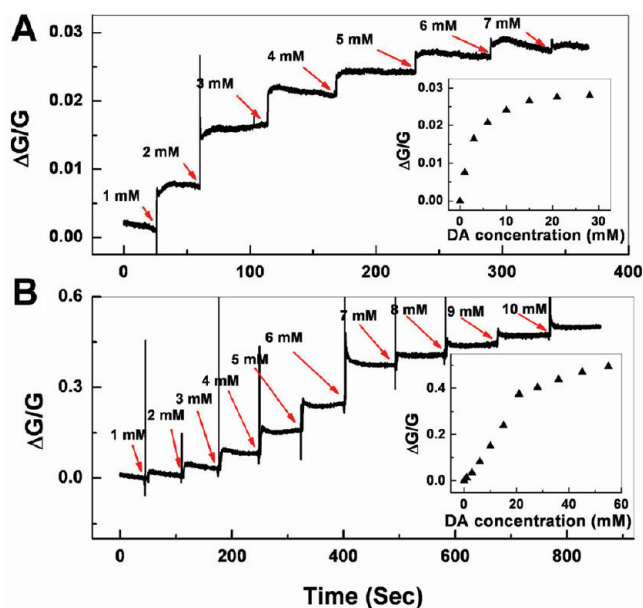 A
0.03
0.02
0.01
0.00
ΔG/G
1 mM
2 mM
3 mM
4 mM
5 mM
6 mM
7 mM
0.03
0.02
0.01
0.00
ΔG/G
0 10 20 30
DA concentration (mM)
0 100 200 300 400
B
0.6
0.3
0.0
ΔG/G
1 mM
2 mM
3 mM
4 mM
5 mM
6 mM
7 mM
8 mM
9 mM
10 mM
0.4
0.2
0.0
ΔG/G
0 20 40 60
DA concentration (mM)
0 200 400 600 800
Time (Sec)